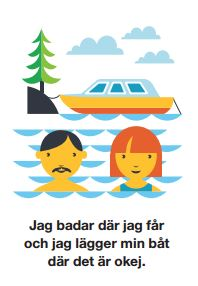 Jag badar där jag får
och jag lägger min båt
där det är okej.